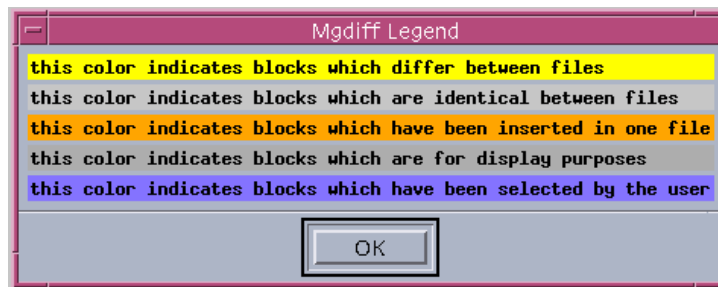 Mgdiff Legend
this color indicates blocks which differ between files
this color indicates blocks which are identical between files
this color indicates blocks which have been inserted in one file
this color indicates blocks which are for display purposes
this color indicates blocks which have been selected by the user
OK